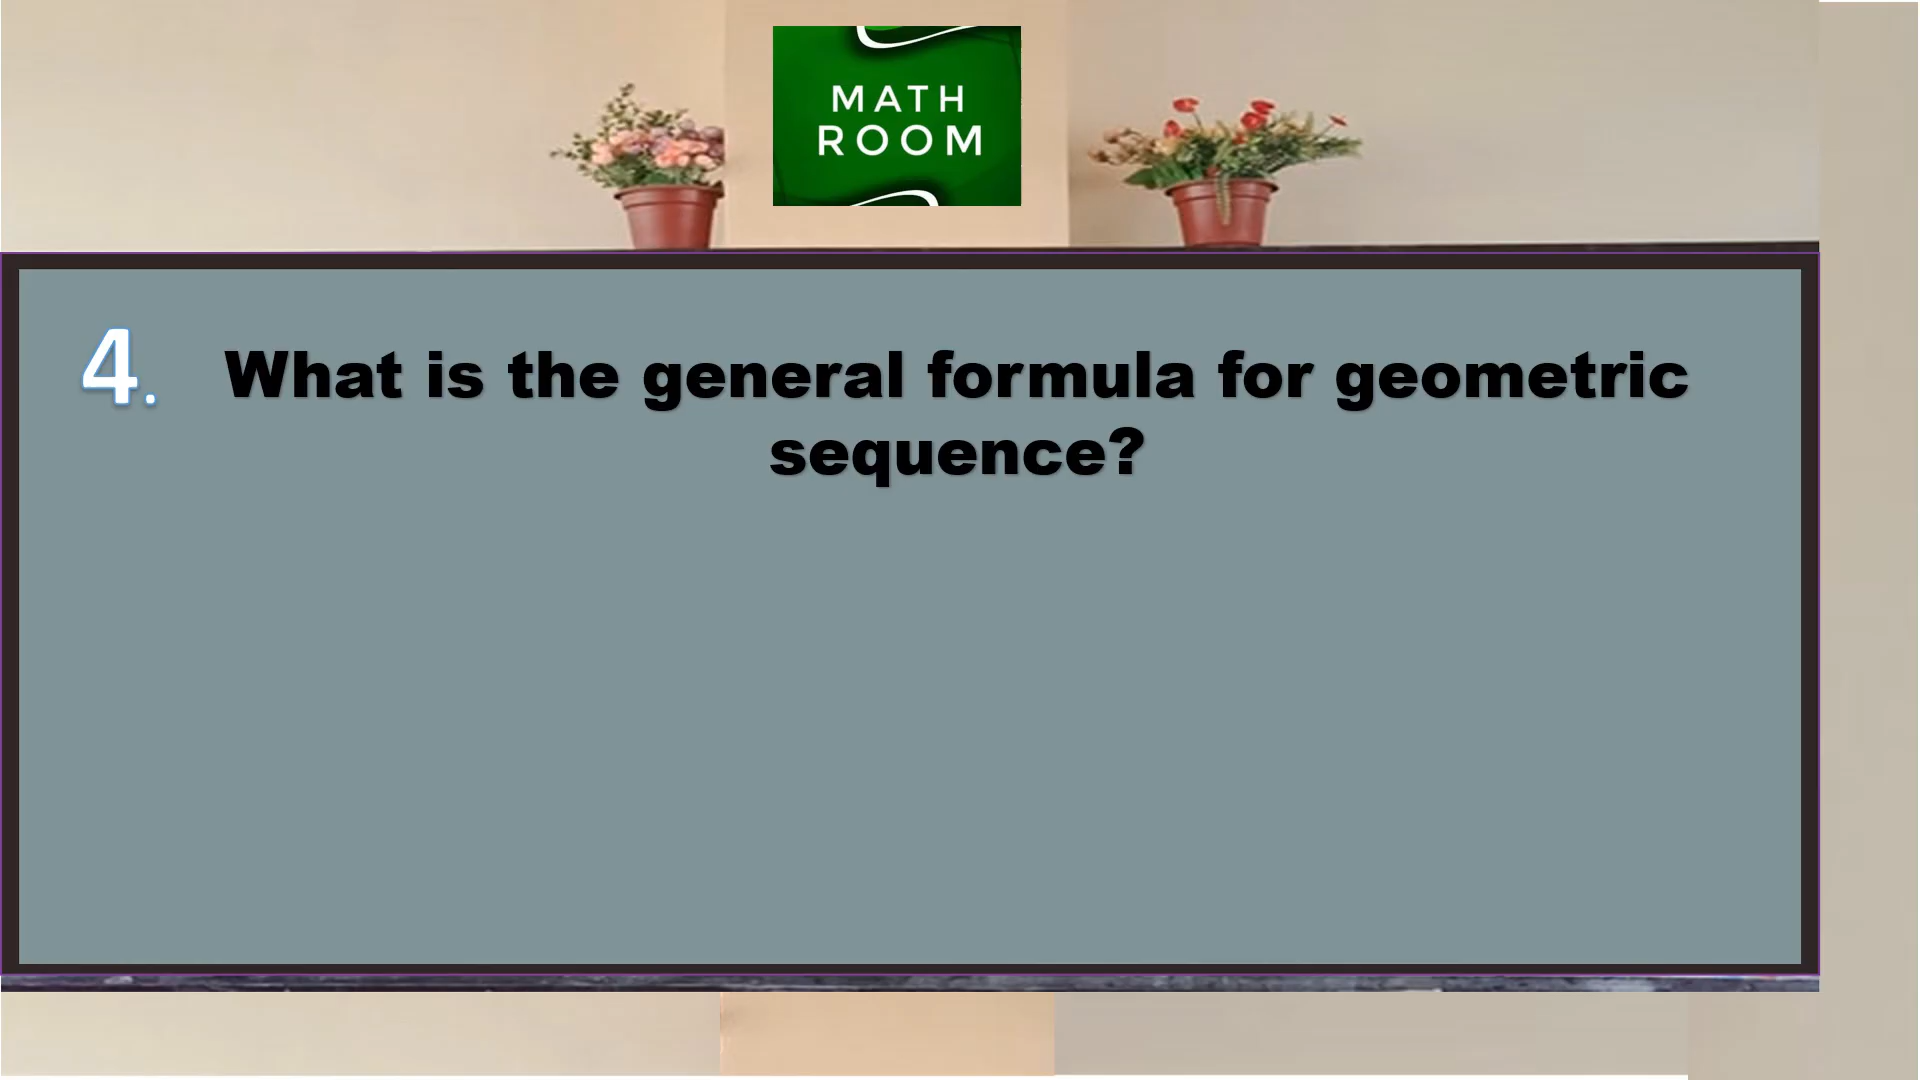 MATH
ROOM
4. What is the general formula for geometric
sequence?